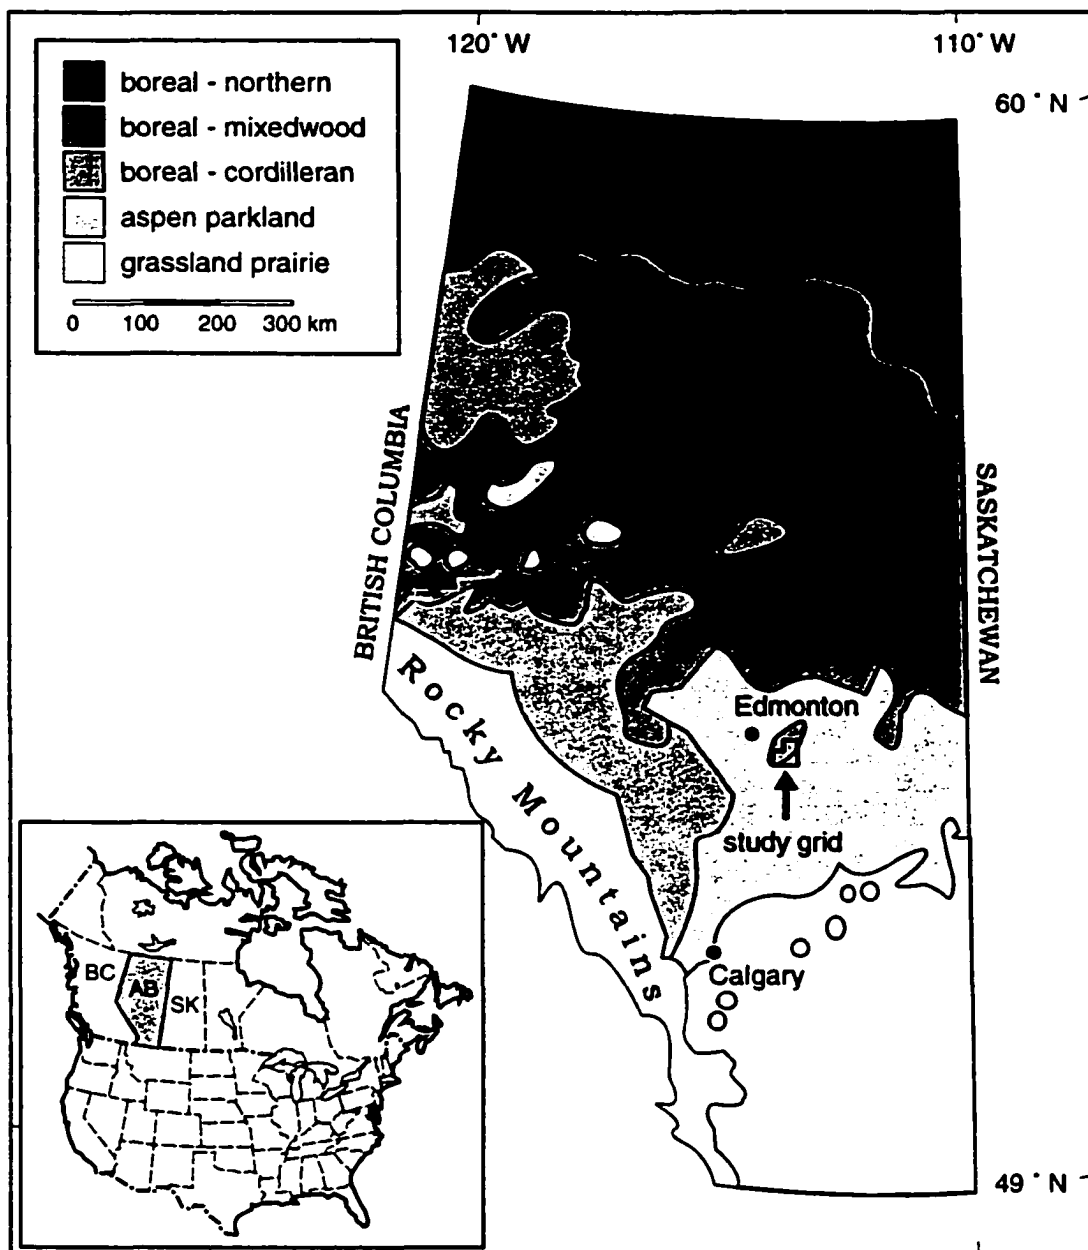 120° W
110° W
60 ° N
boreal - northern
boreal - mixedwood
boreal - cordilleran
aspen parkland
grassland prairie
0 100 200 300 km
BRITISH COLUMBIA
SASKATCHEWAN
Rocky Mountains
Edmonton
study grid
Calgary
BC
AB
SK
49 ° N